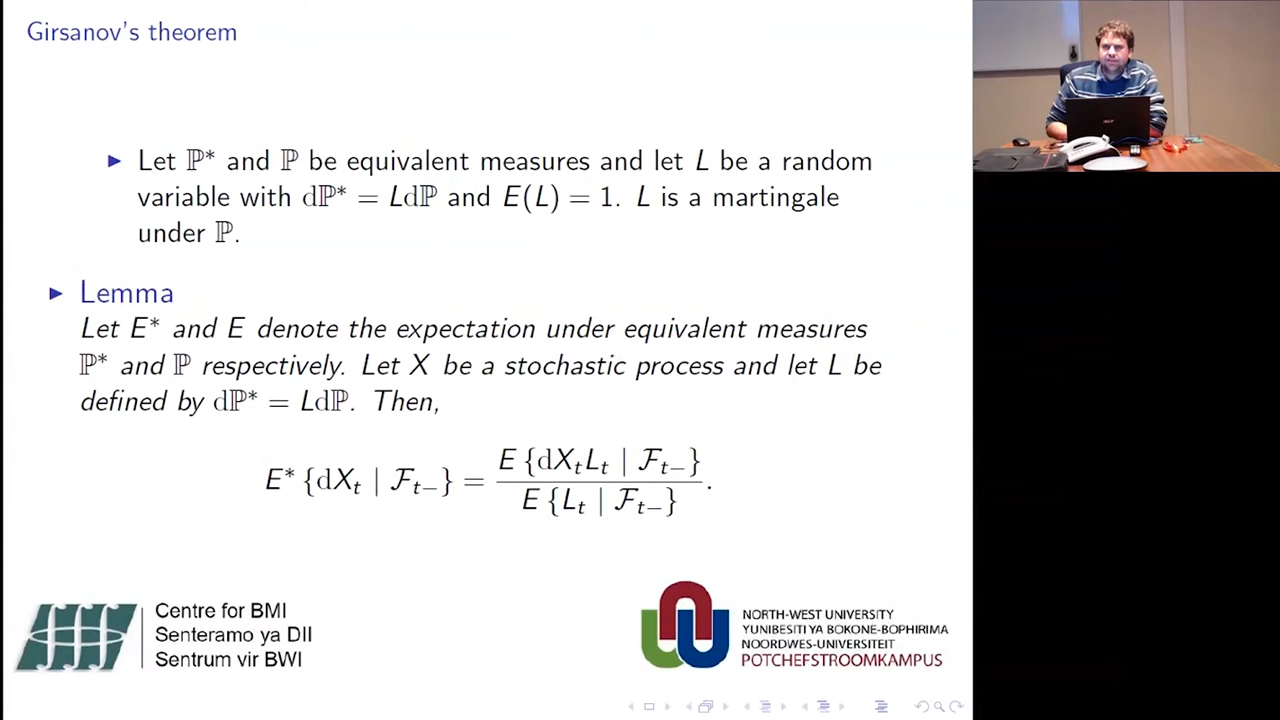 Girsanov's theorem
▶ Let ℙ* and ℙ be equivalent measures and let L be a random
variable with dℙ* = Ldℙ and E(L) = 1. L is a martingale
under ℙ.
▶ Lemma
Let E* and E denote the expectation under equivalent measures
ℙ* and ℙ respectively. Let X be a stochastic process and let L be
defined by dℙ* = Ldℙ. Then,
E* {dX_t | ℱ_{t−}} = E {dX_t L_t | ℱ_{t−}} / E {L_t | ℱ_{t−}}.
Centre for BMI
Senteramo ya DII
Sentrum vir BWI
NORTH-WEST UNIVERSITY
YUNIBESITI YA BOKONE-BOPHIRIMA
NOORDWES-UNIVERSITEIT
POTCHEFSTROOMKAMPUS
acer